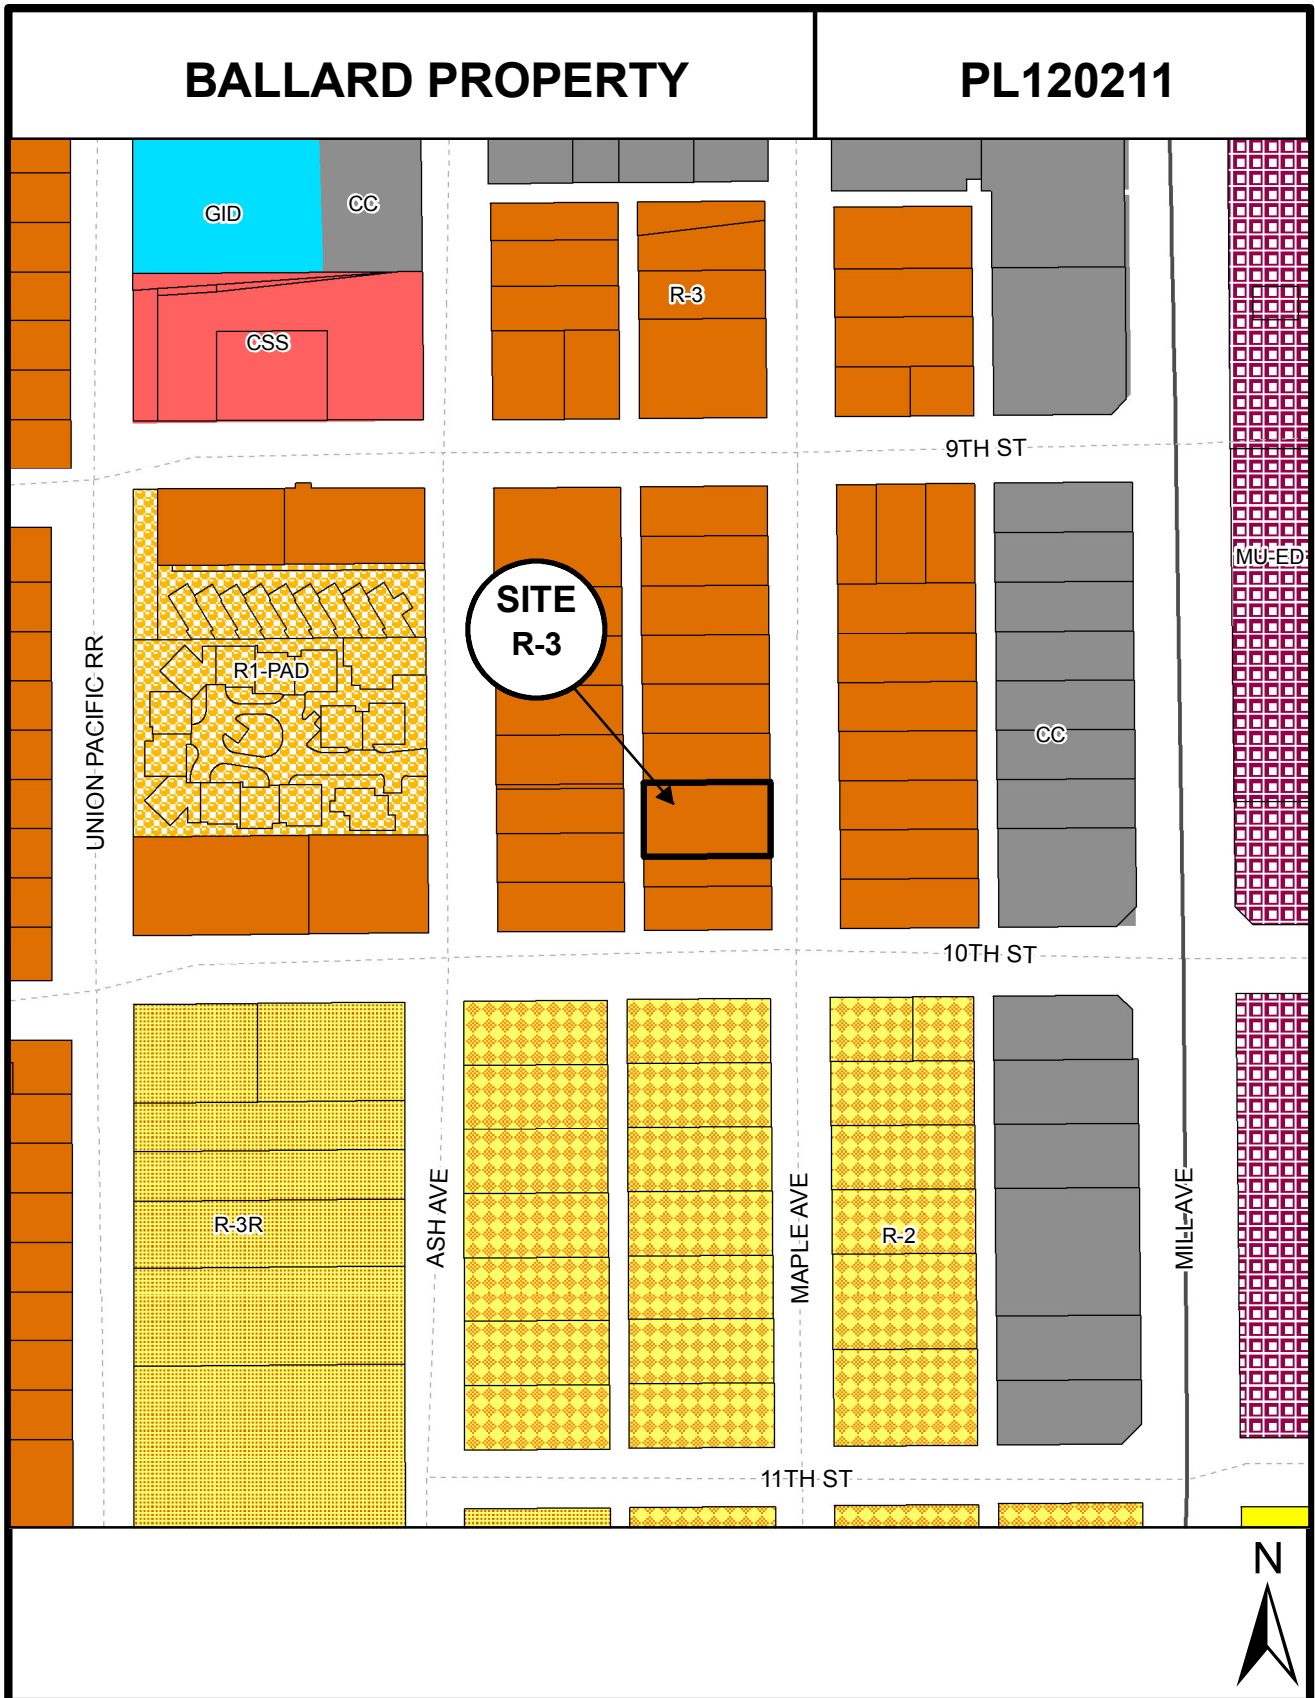 BALLARD PROPERTY
PL120211
GID
CC
R-3
CSS
9TH ST
MU-ED
SITE
R-3
R1-PAD
UNION PACIFIC RR
CC
10TH ST
ASH AVE
MAPLE AVE
MILL AVE
R-3R
R-2
11TH ST
N